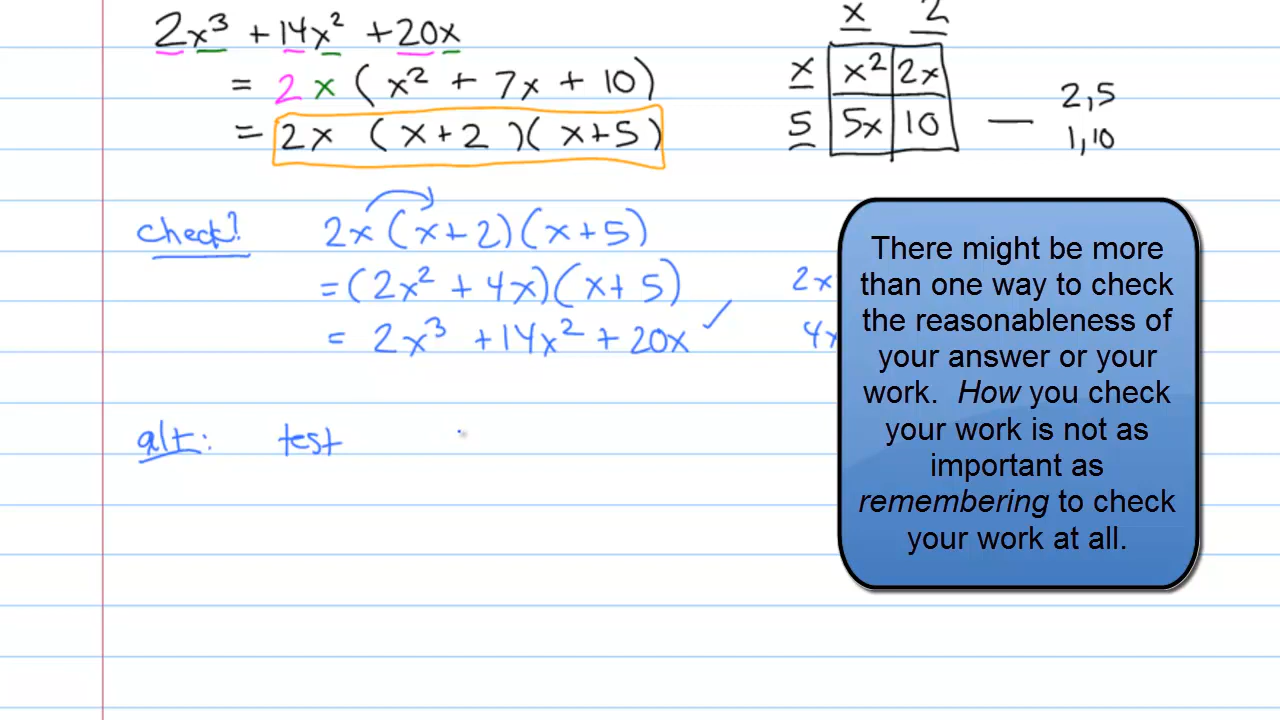 2x³ + 14x² + 20x
= 2x (x² + 7x + 10)
= 2x (x+2)(x+5)
x 2
x x² 2x
5 5x 10
2,5
1,10
check? 2x(x+2)(x+5)
= (2x² + 4x)(x+5) 2x
= 2x³ + 14x² + 20x ✓ 4x
alt: test
There might be more
than one way to check
the reasonableness of
your answer or your
work. How you check
your work is not as
important as
remembering to check
your work at all.